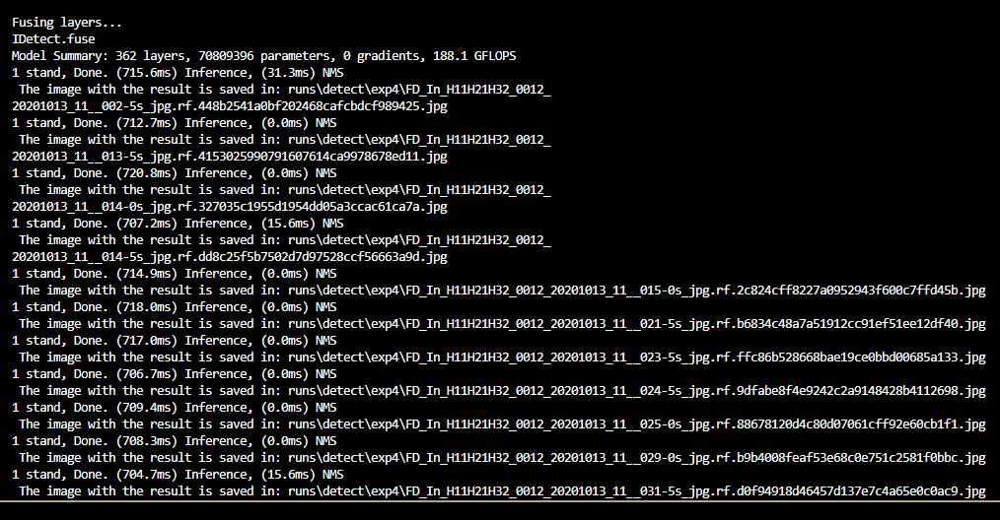 Fusing layers...
IDetect.fuse
Model Summary: 362 layers, 70809396 parameters, 0 gradients, 188.1 GFLOPS
1 stand, Done. (715.6ms) Inference, (31.3ms) NMS
The image with the result is saved in: runs\detect\exp4\FD_In_H11H21H32_0012_
20201013_11__002-5s_jpg.rf.448b2541a0bf202468cafcbdcf989425.jpg
1 stand, Done. (712.7ms) Inference, (0.0ms) NMS
The image with the result is saved in: runs\detect\exp4\FD_In_H11H21H32_0012_
20201013_11__013-5s_jpg.rf.4153025990791607614ca9978678ed11.jpg
1 stand, Done. (720.8ms) Inference, (0.0ms) NMS
The image with the result is saved in: runs\detect\exp4\FD_In_H11H21H32_0012_
20201013_11__014-0s_jpg.rf.327035c1955d1954dd05a3ccac61ca7a.jpg
1 stand, Done. (707.2ms) Inference, (15.6ms) NMS
The image with the result is saved in: runs\detect\exp4\FD_In_H11H21H32_0012_
20201013_11__014-5s_jpg.rf.dd8c25f5b7502d7d97528ccf56663a9d.jpg
1 stand, Done. (714.9ms) Inference, (0.0ms) NMS
The image with the result is saved in: runs\detect\exp4\FD_In_H11H21H32_0012_20201013_11__015-0s_jpg.rf.2c824cff8227a0952943f600c7ffd45b.jpg
1 stand, Done. (718.0ms) Inference, (0.0ms) NMS
The image with the result is saved in: runs\detect\exp4\FD_In_H11H21H32_0012_20201013_11__021-5s_jpg.rf.b6834c48a7a51912cc91ef51ee12df40.jpg
1 stand, Done. (717.0ms) Inference, (0.0ms) NMS
The image with the result is saved in: runs\detect\exp4\FD_In_H11H21H32_0012_20201013_11__023-5s_jpg.rf.ffc86b528668bae19ce0bbd00685a133.jpg
1 stand, Done. (706.7ms) Inference, (0.0ms) NMS
The image with the result is saved in: runs\detect\exp4\FD_In_H11H21H32_0012_20201013_11__024-5s_jpg.rf.9dfabe8f4e9242c2a9148428b4112698.jpg
1 stand, Done. (709.4ms) Inference, (0.0ms) NMS
The image with the result is saved in: runs\detect\exp4\FD_In_H11H21H32_0012_20201013_11__025-0s_jpg.rf.88678120d4c80d07061cff92e60cb1f1.jpg
1 stand, Done. (708.3ms) Inference, (0.0ms) NMS
The image with the result is saved in: runs\detect\exp4\FD_In_H11H21H32_0012_20201013_11__029-0s_jpg.rf.b9b4008feaf53e68c0e751c2581f0bbc.jpg
1 stand, Done. (704.7ms) Inference, (15.6ms) NMS
The image with the result is saved in: runs\detect\exp4\FD_In_H11H21H32_0012_20201013_11__031-5s_jpg.rf.d0f94918d46457d137e7c4a65e0c0ac9.jpg